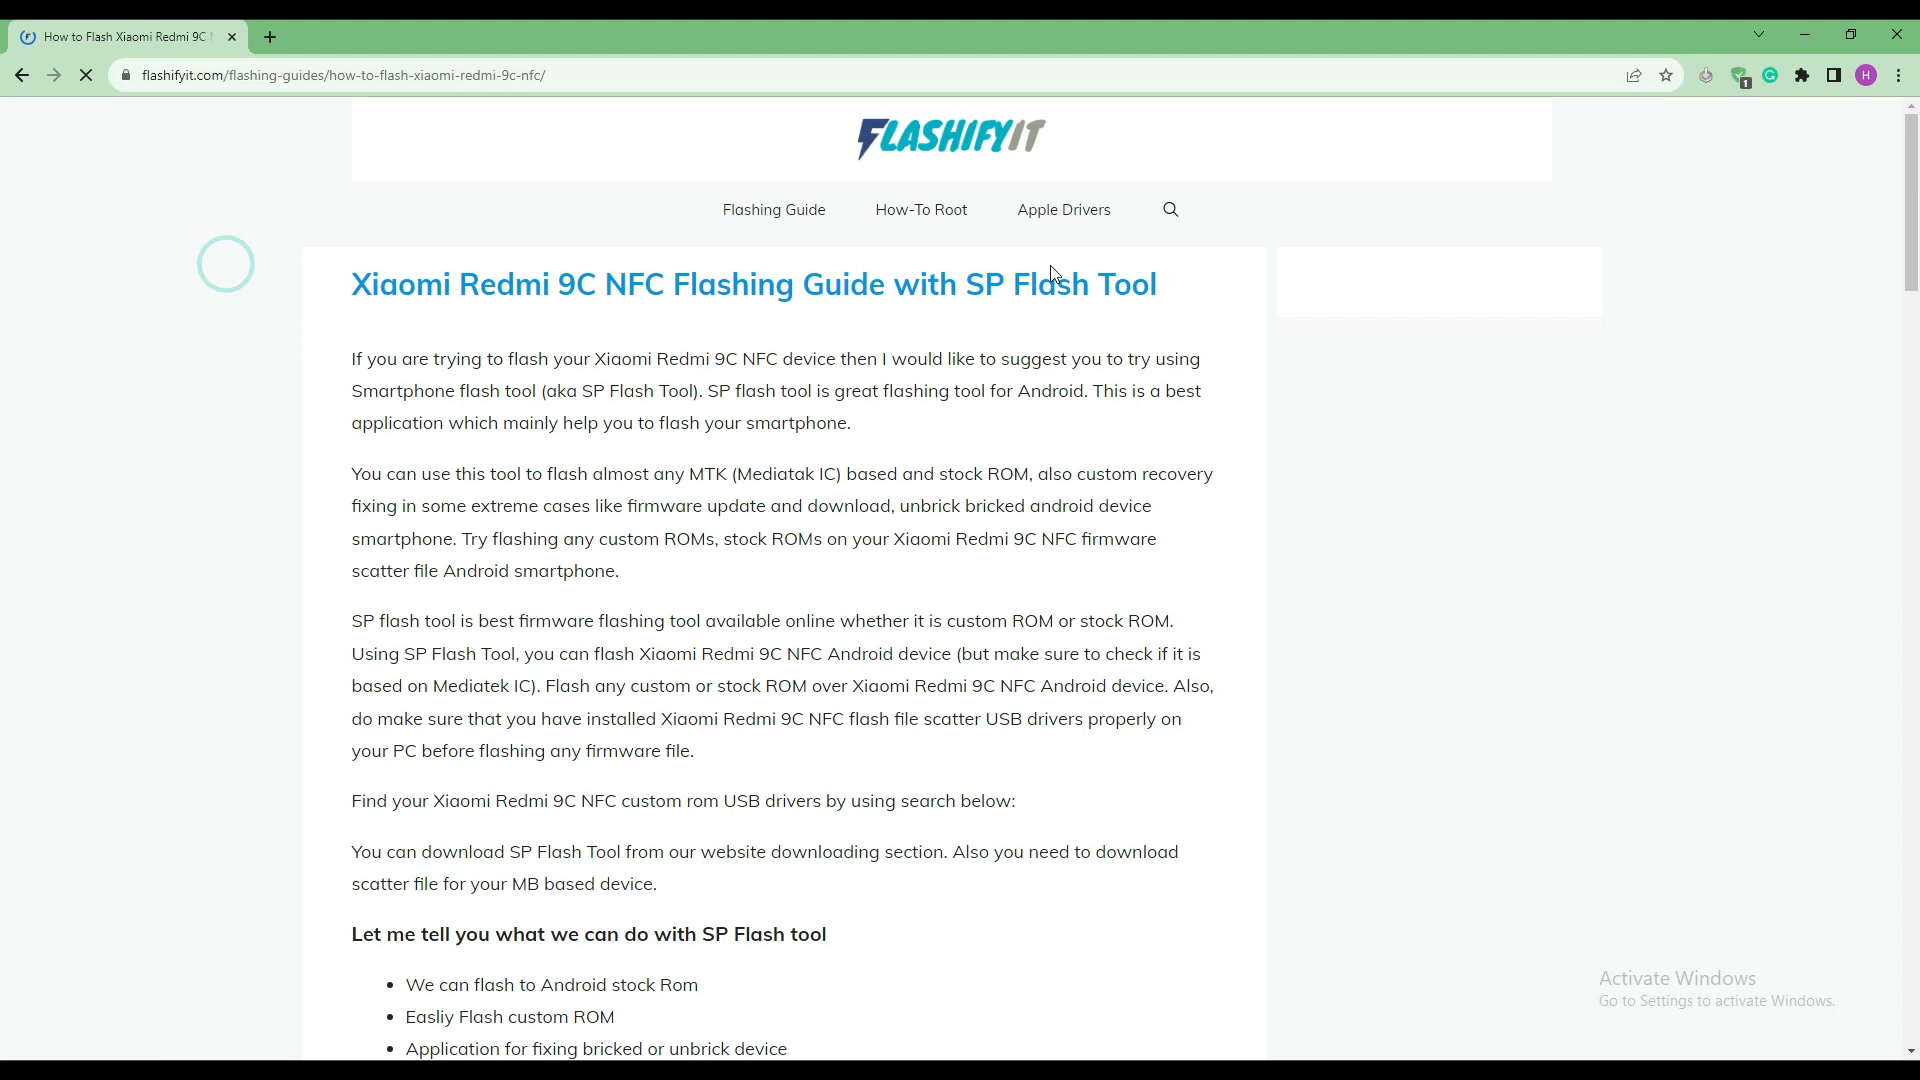 How to Flash Xiaomi Redmi 9C
flashifyit.com/flashing-guides/how-to-flash-xiaomi-redmi-9c-nfc/
1
G
H
FLASHIFYIT
Flashing Guide How-To Root Apple Drivers
Xiaomi Redmi 9C NFC Flashing Guide with SP Flash Tool
If you are trying to flash your Xiaomi Redmi 9C NFC device then I would like to suggest you to try using
Smartphone flash tool (aka SP Flash Tool). SP flash tool is great flashing tool for Android. This is a best
application which mainly help you to flash your smartphone.
You can use this tool to flash almost any MTK (Mediatak IC) based and stock ROM, also custom recovery
fixing in some extreme cases like firmware update and download, unbrick bricked android device
smartphone. Try flashing any custom ROMs, stock ROMs on your Xiaomi Redmi 9C NFC firmware
scatter file Android smartphone.
SP flash tool is best firmware flashing tool available online whether it is custom ROM or stock ROM.
Using SP Flash Tool, you can flash Xiaomi Redmi 9C NFC Android device (but make sure to check if it is
based on Mediatek IC). Flash any custom or stock ROM over Xiaomi Redmi 9C NFC Android device. Also,
do make sure that you have installed Xiaomi Redmi 9C NFC flash file scatter USB drivers properly on
your PC before flashing any firmware file.
Find your Xiaomi Redmi 9C NFC custom rom USB drivers by using search below:
You can download SP Flash Tool from our website downloading section. Also you need to download
scatter file for your MB based device.
Let me tell you what we can do with SP Flash tool
• We can flash to Android stock Rom
• Easliy Flash custom ROM
• Application for fixing bricked or unbrick device
Activate Windows
Go to Settings to activate Windows.